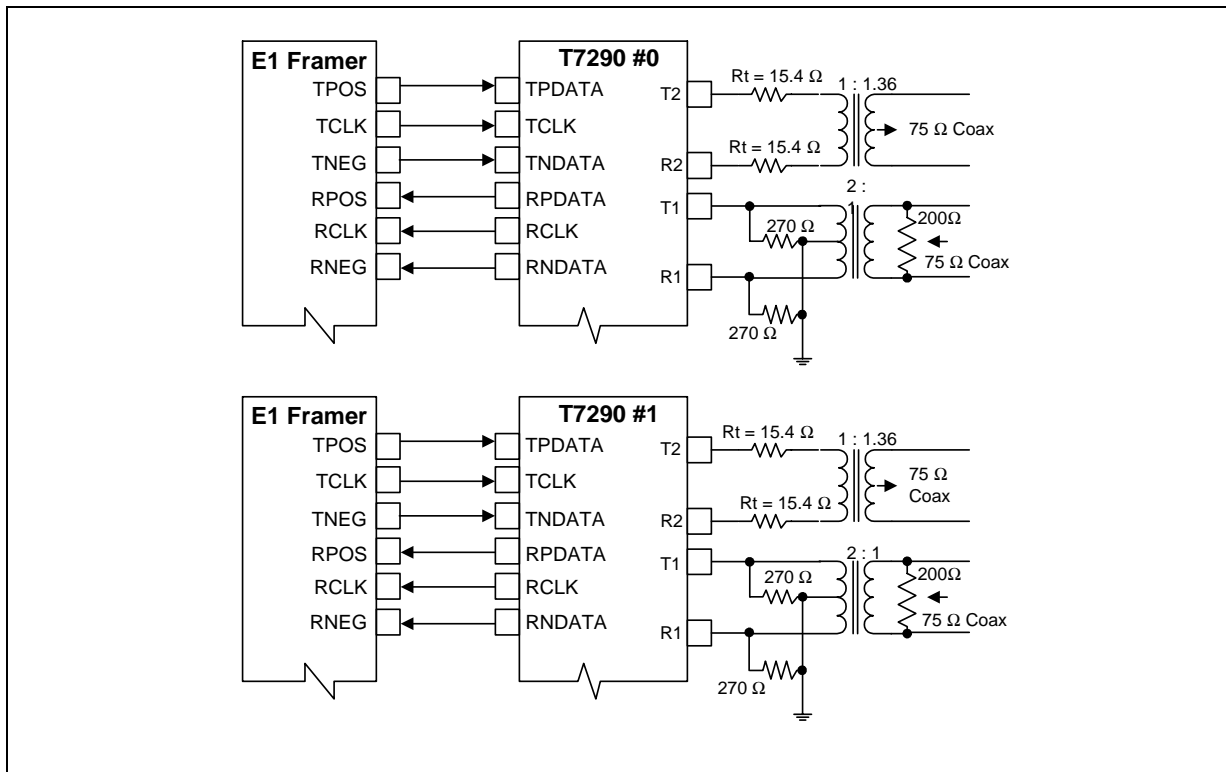 E1 Framer
TPOS
TCLK
TNEG
RPOS
RCLK
RNEG
T7290 #0
TPDATA
TCLK
TNDATA
RPDATA
RCLK
RNDATA
T2
R2
T1
R1
Rt = 15.4 Ω
Rt = 15.4 Ω
1 : 1.36
75 Ω Coax
2 :
1
270 Ω
270 Ω
200Ω
75 Ω Coax
E1 Framer
TPOS
TCLK
TNEG
RPOS
RCLK
RNEG
T7290 #1
TPDATA
TCLK
TNDATA
RPDATA
RCLK
RNDATA
T2
R2
T1
R1
Rt = 15.4 Ω
Rt = 15.4 Ω
1 : 1.36
75 Ω
Coax
2 : 1
270 Ω
270 Ω
200Ω
75 Ω Coax